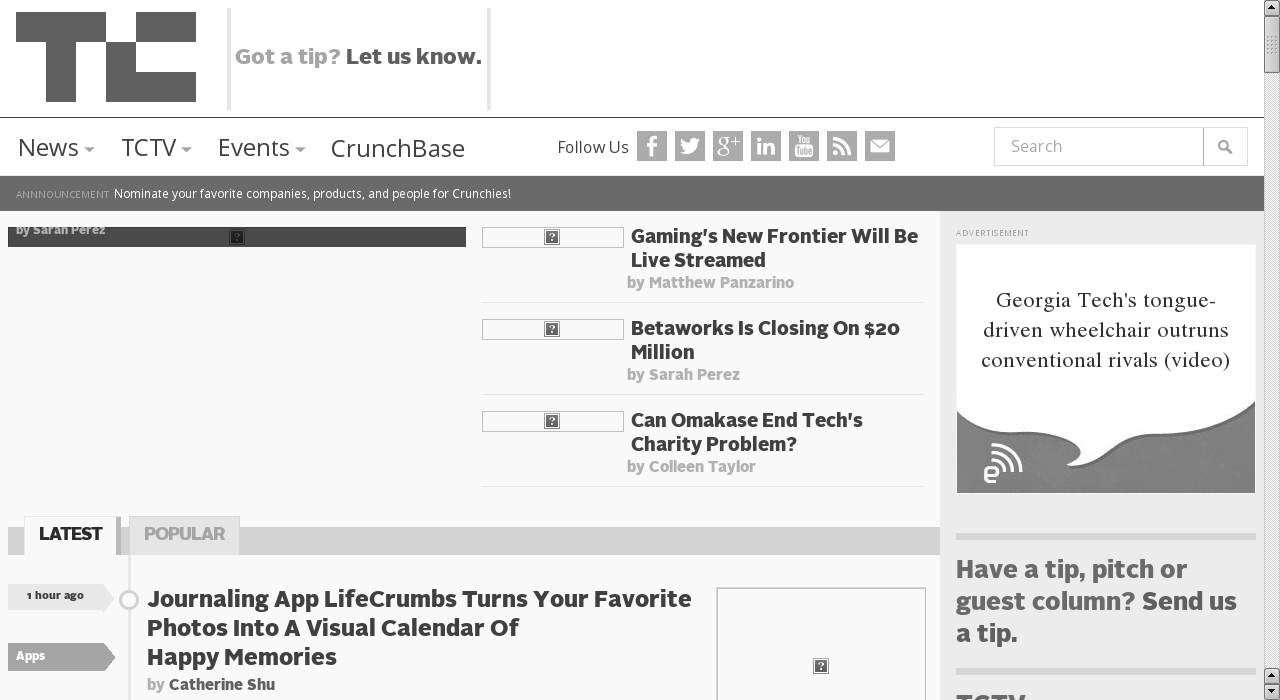 TC
Got a tip? Let us know.
News TCTV Events CrunchBase
Follow Us
Search
ANNNOUNCEMENT Nominate your favorite companies, products, and people for Crunchies!
by Sarah Perez
Gaming's New Frontier Will Be
Live Streamed
by Matthew Panzarino
Betaworks Is Closing On $20
Million
by Sarah Perez
Can Omakase End Tech's
Charity Problem?
by Colleen Taylor
ADVERTISEMENT
Georgia Tech's tongue-
driven wheelchair outruns
conventional rivals (video)
LATEST POPULAR
1 hour ago
Apps
Journaling App LifeCrumbs Turns Your Favorite
Photos Into A Visual Calendar Of
Happy Memories
by Catherine Shu
Have a tip, pitch or
guest column? Send us
a tip.
TCTV